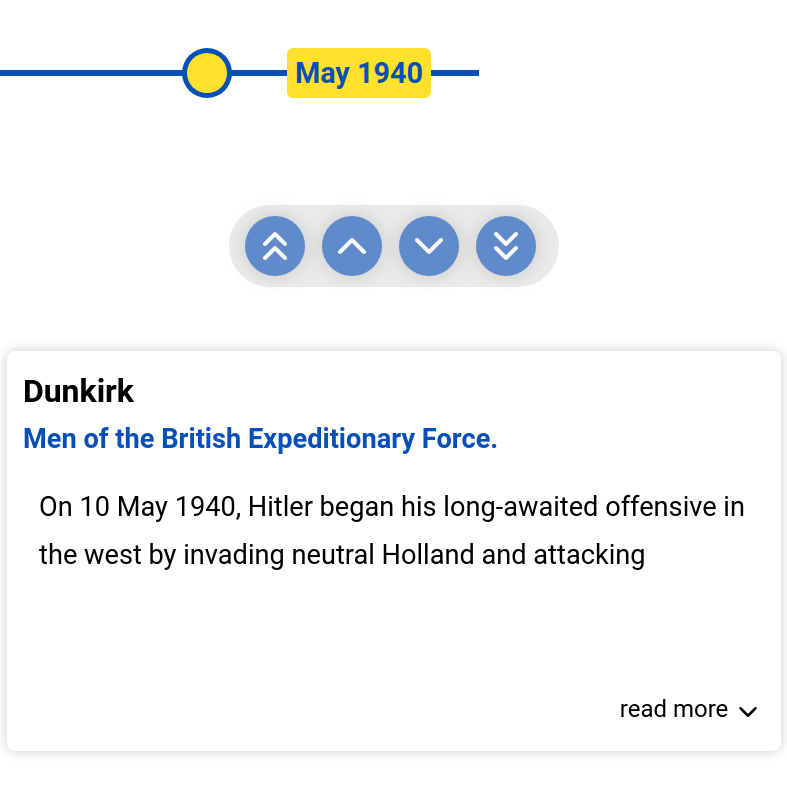 May 1940
Dunkirk
Men of the British Expeditionary Force.
On 10 May 1940, Hitler began his long-awaited offensive in
the west by invading neutral Holland and attacking
read more